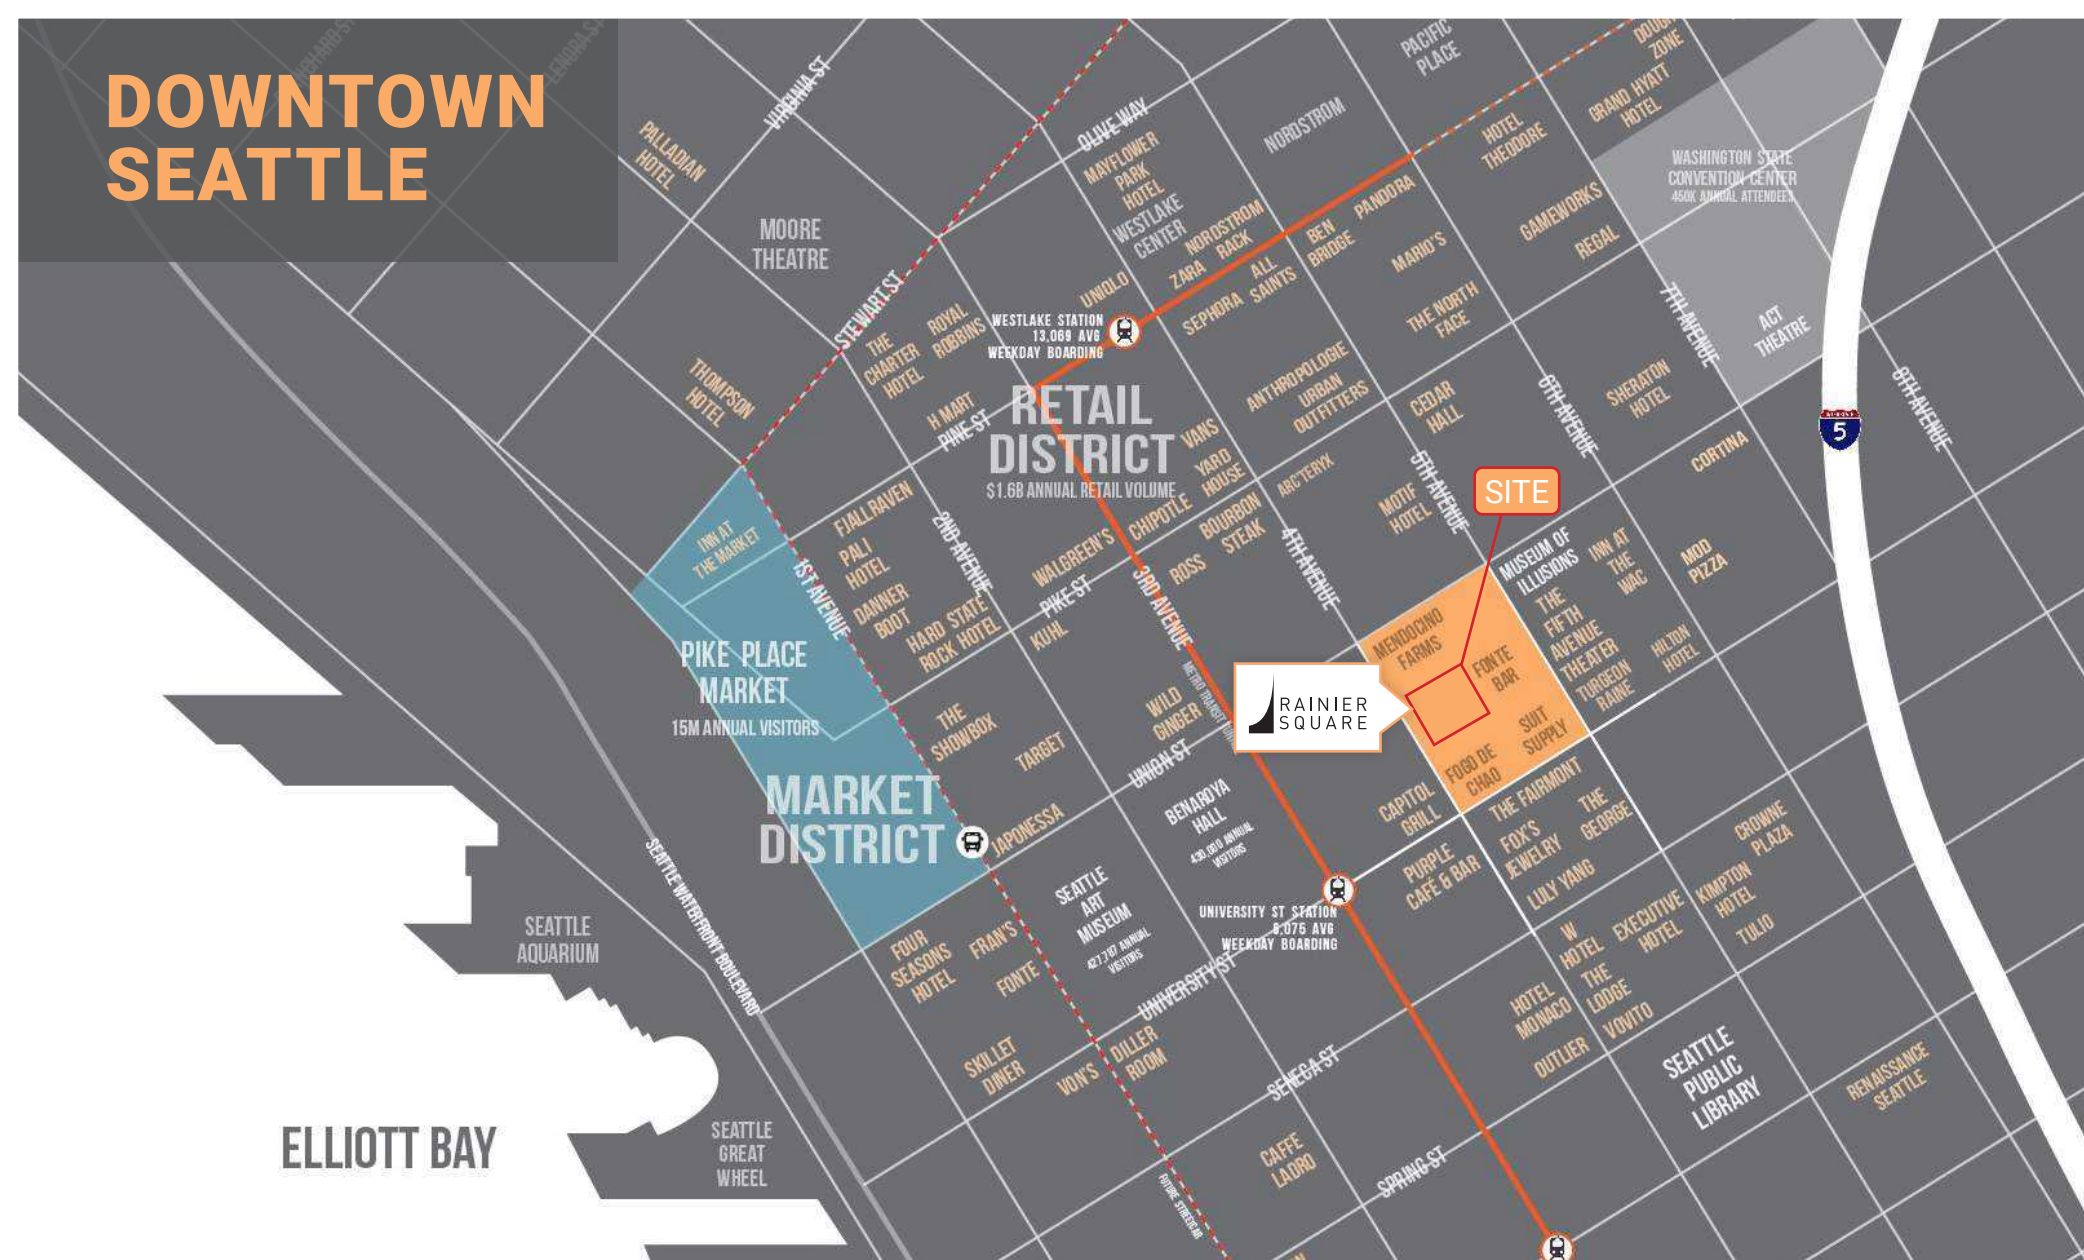 DOWNTOWN
SEATTLE
VIRGINIA ST
PALLADIAN
HOTEL
MOORE
THEATRE
STEWART ST
OLIVE WAY
MAYFLOWER
PARK
HOTEL
WESTLAKE
CENTER
NORDSTROM
PACIFIC
PLACE
ZONE
GRAND HYATT
HOTEL
HOTEL
THEODORE
WASHINGTON STATE
CONVENTION CENTER
450K ANNUAL ATTENDEES
NORDSTROM
RACK
ZARA
BEN
BRIDGE
PANDORA
MARIO'S
GAMEWORKS
REGAL
ALL
SAINTS
SEPHORA
UNIQLO
THE NORTH
FACE
7TH AVENUE
ACT
THEATRE
WESTLAKE STATION
13,069 AVG
WEEKDAY BOARDING
ROYAL
ROBBINS
THE
CHARTER
HOTEL
THOMPSON
HOTEL
H MART
PINE ST
RETAIL
DISTRICT
$1.6B ANNUAL RETAIL VOLUME
ANTHROPOLOGIE
URBAN
OUTFITTERS
CEDAR
HALL
6TH AVENUE
SHERATON
HOTEL
8TH AVENUE
5
CORTINA
VANS
YARD
HOUSE
ARC'TERYX
MOTIF
HOTEL
5TH AVENUE
SITE
INN AT
THE MARKET
FJALLRAVEN
PALI
HOTEL
DANNER
BOOT
HARD
ROCK
STATE
HOTEL
1ST AVENUE
2ND AVENUE
WALGREEN'S
CHIPOTLE
BOURBON
STEAK
ROSS
PIKE ST
KUHL
3RD AVENUE
4TH AVENUE
MUSEUM OF
ILLUSIONS
INN AT
THE
WAC
MOD
PIZZA
THE
FIFTH
AVENUE
THEATER
TURGEON
RAINE
HILTON
HOTEL
MENDOCINO
FARMS
FONTE
BAR
SUIT
SUPPLY
FOGO DE
CHAO
RAINIER
SQUARE
PIKE PLACE
MARKET
15M ANNUAL VISITORS
MARKET
DISTRICT
THE
SHOWBOX
TARGET
JAPONESSA
WILD
GINGER
UNION ST
BENAROYA
HALL
430,000 ANNUAL
VISITORS
CAPITOL
GRILL
THE FAIRMONT
THE
GEORGE
FOX'S
JEWELRY
LULY YANG
PURPLE
CAFÉ & BAR
CROWNE
PLAZA
KIMPTON
HOTEL
TULIO
EXECUTIVE
HOTEL
W
HOTEL
THE
LODGE
HOTEL
MONACO
VOVITO
OUTLIER
SEATTLE
PUBLIC
LIBRARY
RENAISSANCE
SEATTLE
SEATTLE
ART
MUSEUM
427,787 ANNUAL
VISITORS
UNIVERSITY ST STATION
AVG
WEEKDAY BOARDING
UNIVERSITY ST
FOUR
SEASONS
HOTEL
FRAN'S
FONTE
SKILLET
DINER
VON'S
DILLER
ROOM
SENECA ST
SPRING ST
CAFFE
LADRO
FUTURE STREETCAR
SEATTLE WATERFRONT BOULEVARD
SEATTLE
AQUARIUM
SEATTLE
GREAT
WHEEL
ELLIOTT BAY